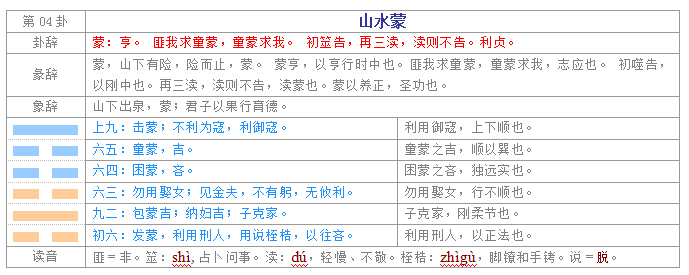 第 04 卦 山水蒙
卦辞 蒙：亨。 匪我求童蒙，童蒙求我。 初筮告，再三渎，渎则不告。利贞。
彖辞 蒙，山下有险，险而止，蒙。 蒙亨，以亨行时中也。匪我求童蒙，童蒙求我，志应也。 初噬告，
以刚中也。再三渎，渎则不告，渎蒙也。蒙以养正，圣功也。
象辞 山下出泉，蒙；君子以果行育德。
上九：击蒙；不利为寇，利御寇。 利用御寇，上下顺也。
六五：童蒙，吉。 童蒙之吉，顺以巽也。
六四：困蒙，吝。 困蒙之吝，独远实也。
六三：勿用娶女；见金夫，不有躬，无攸利。 勿用娶女，行不顺也。
九二：包蒙吉；纳妇吉；子克家。 子克家，刚柔节也。
初六：发蒙，利用刑人，用说桎梏，以往吝。 利用刑人，以正法也。
读音 匪＝非。筮：shì, 占卜问事。渎：dú，轻慢、不敬。桎梏：zhìgù，脚镣和手铐。说＝脱。